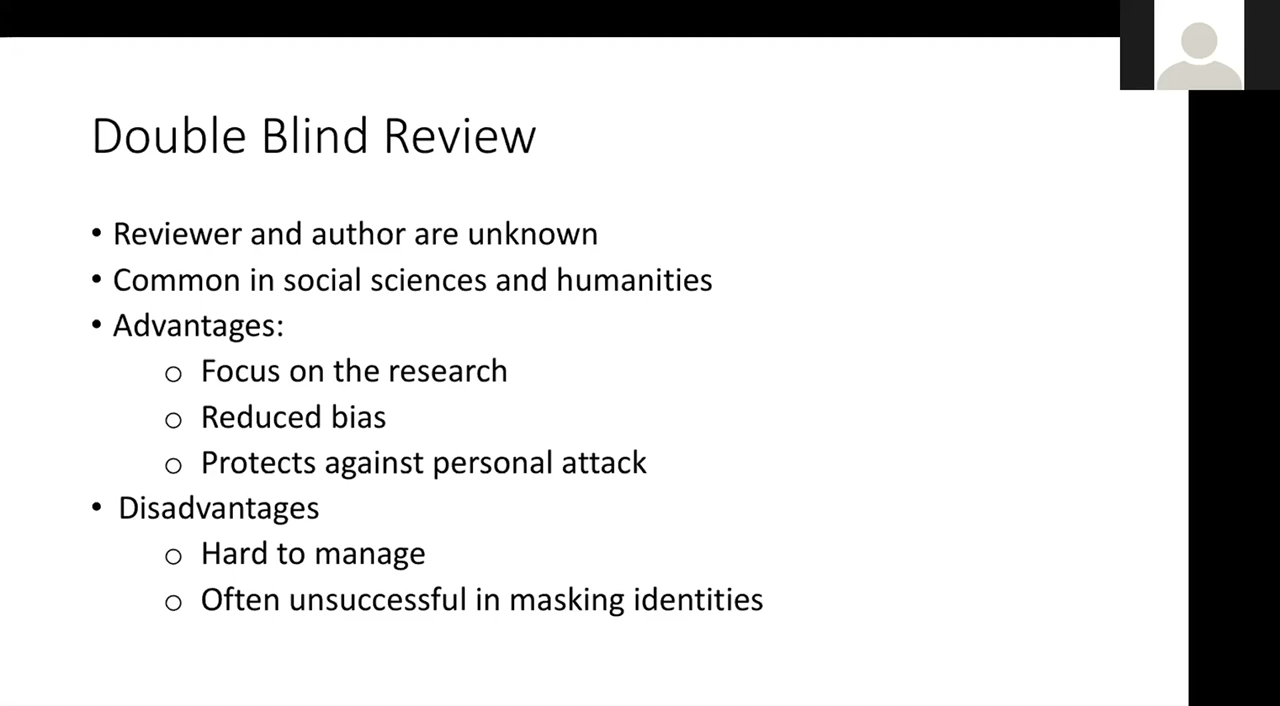 Double Blind Review
• Reviewer and author are unknown
• Common in social sciences and humanities
• Advantages:
o Focus on the research
o Reduced bias
o Protects against personal attack
• Disadvantages
o Hard to manage
o Often unsuccessful in masking identities